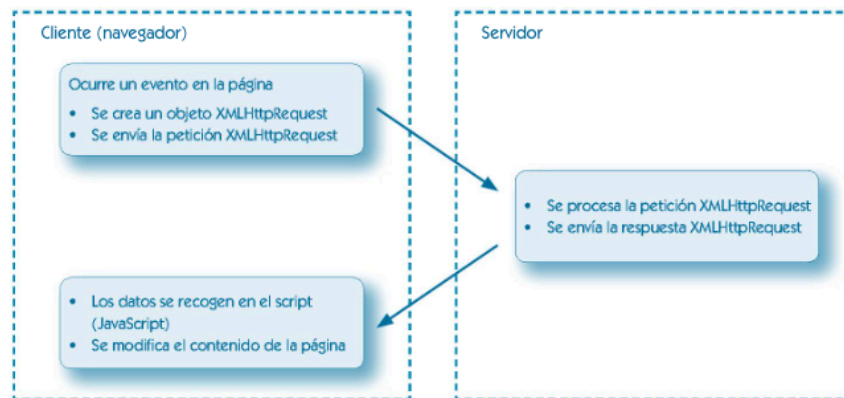 Cliente (navegador)
Ocurre un evento en la página
• Se crea un objeto XMLHttpRequest
• Se envía la petición XMLHttpRequest
Servidor
• Se procesa la petición XMLHttpRequest
• Se envía la respuesta XMLHttpRequest
• Los datos se recogen en el script
(JavaScript)
• Se modifica el contenido de la página